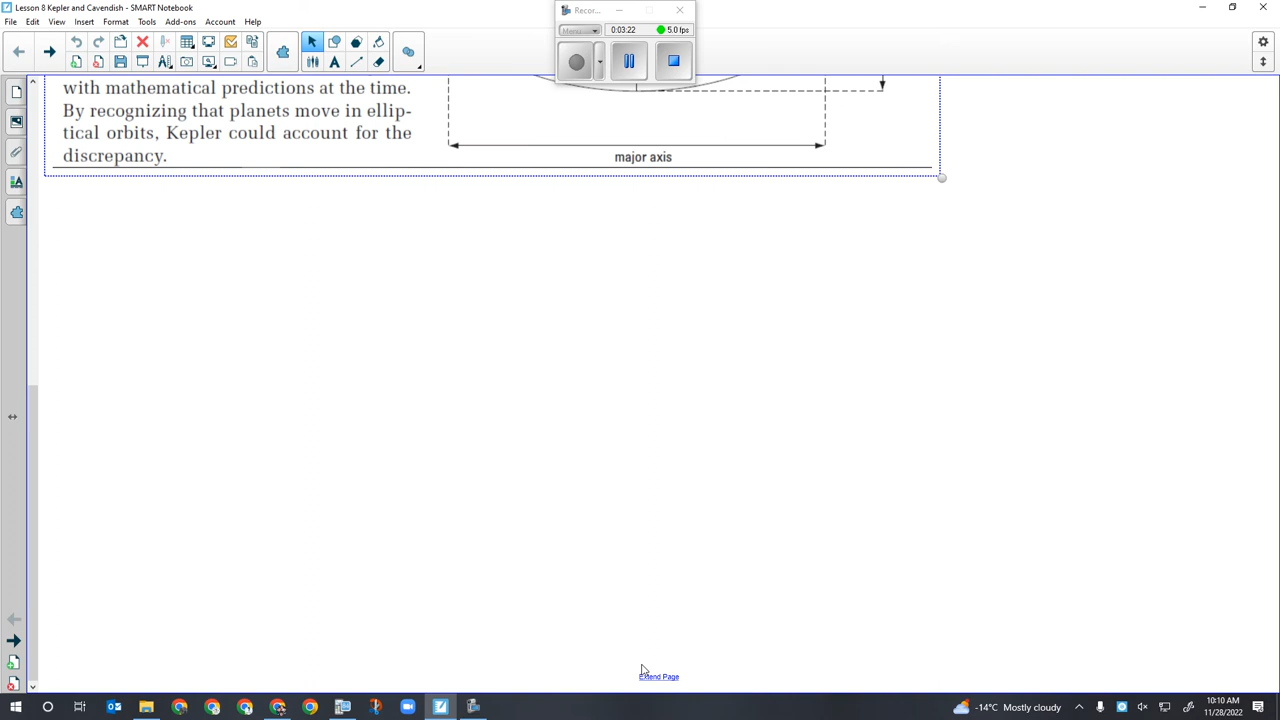 Lesson 8 Kepler and Cavendish - SMART Notebook
Recor...
File Edit View Insert Format Tools Add-ons Account Help
Menu 0:03:22 5.0 fps
with mathematical predictions at the time.
By recognizing that planets move in ellip-
tical orbits, Kepler could account for the
discrepancy.
major axis
Extend Page
-14°C Mostly cloudy
10:10 AM
11/28/2022